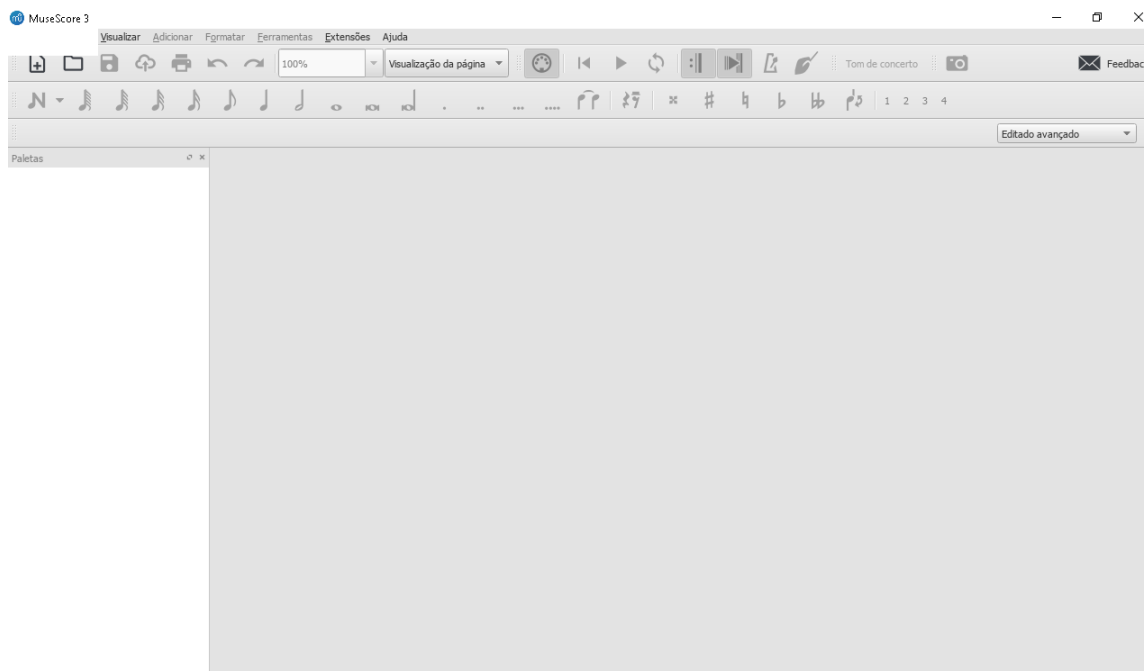 MuseScore 3
Visualizar Adicionar Formatar Ferramentas Extensões Ajuda
100% Visualização da página Tom de concerto Feedbac
1 2 3 4
Editado avançado
Paletas